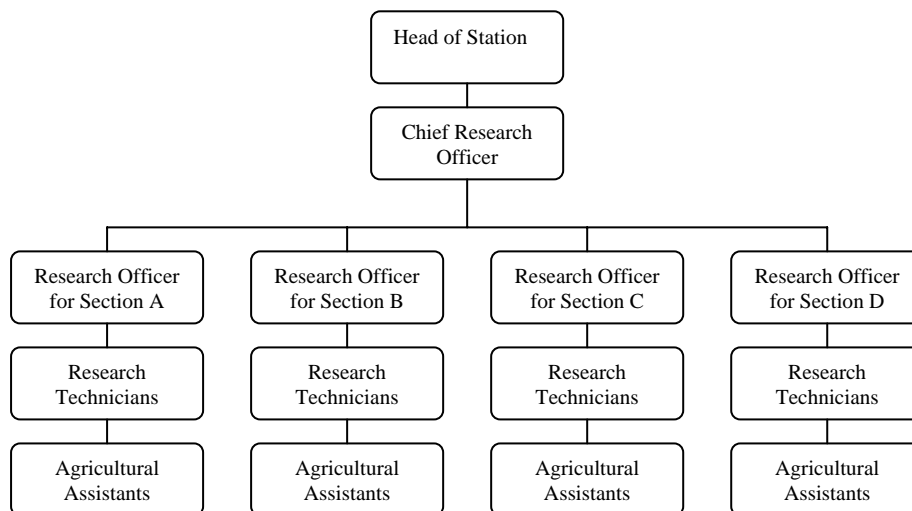 Head of Station
Chief Research
Officer
Research Officer
for Section A
Research Officer
for Section B
Research Officer
for Section C
Research Officer
for Section D
Research
Technicians
Research
Technicians
Research
Technicians
Research
Technicians
Agricultural
Assistants
Agricultural
Assistants
Agricultural
Assistants
Agricultural
Assistants